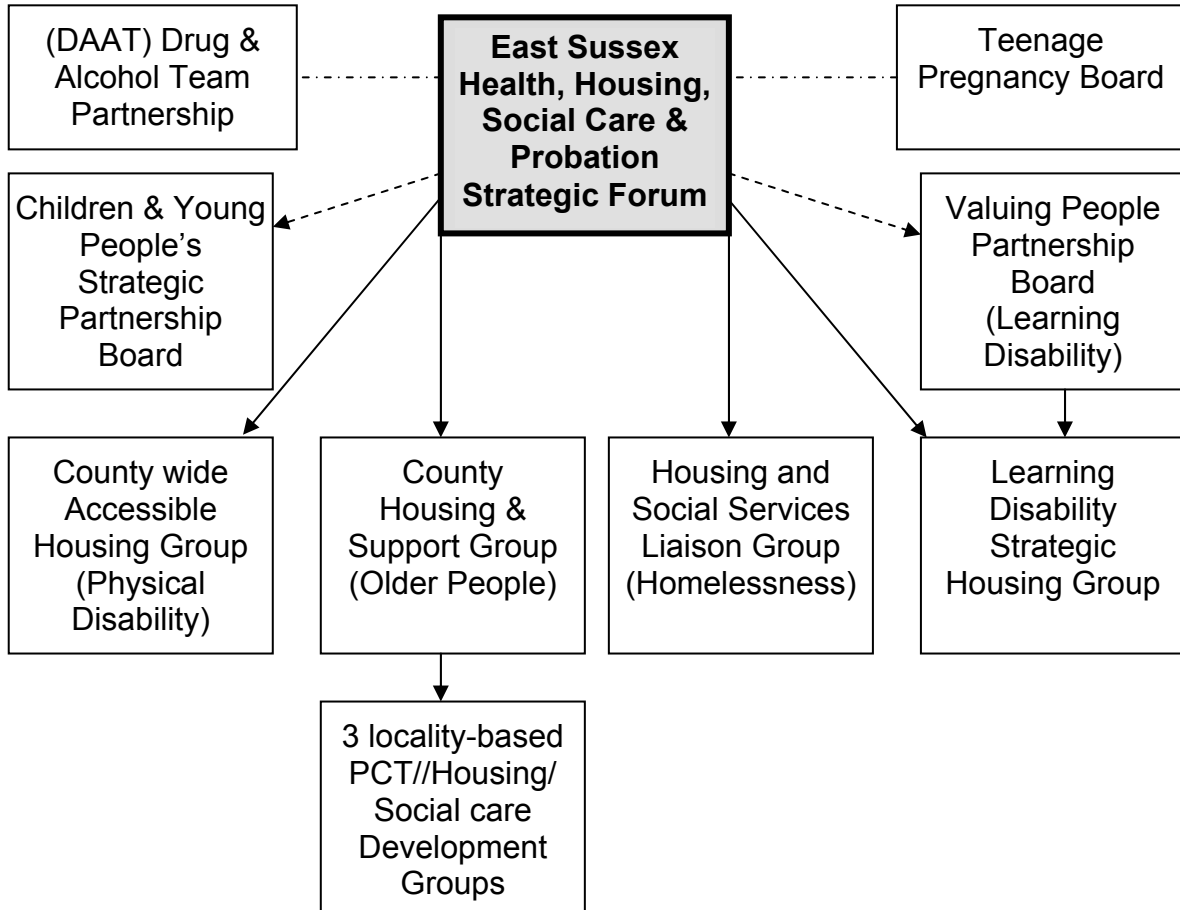 (DAAT) Drug &
Alcohol Team
Partnership
East Sussex
Health, Housing,
Social Care &
Probation
Strategic Forum
Teenage
Pregnancy Board
Children & Young
People’s
Strategic
Partnership
Board
Valuing People
Partnership
Board
(Learning
Disability)
County wide
Accessible
Housing Group
(Physical
Disability)
County
Housing &
Support Group
(Older People)
Housing and
Social Services
Liaison Group
(Homelessness)
Learning
Disability
Strategic
Housing Group
3 locality-based
PCT//Housing/
Social care
Development
Groups